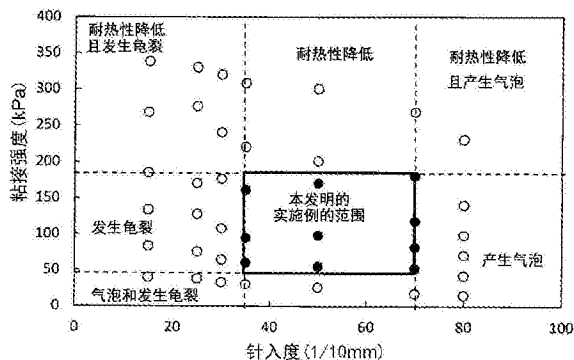 400
350
300
250
200
150
100
50
0
粘接强度(kPa)
耐热性降低
且发生龟裂
耐热性降低
耐热性降低
且产生气泡
发生龟裂
本发明的
实施例的范围
产生气泡
气泡和发生龟裂
0
20
40
60
80
100
针入度(1/10mm)